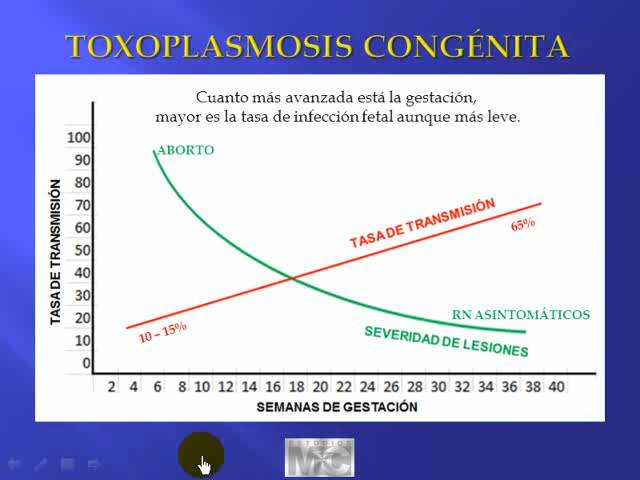 TOXOPLASMOSIS CONGÉNITA
Cuanto más avanzada está la gestación,
mayor es la tasa de infección fetal aunque más leve.
ABORTO
TASA DE TRANSMISIÓN
100
90
80
70
60
50
40
30
20
10
0
TASA DE TRANSMISIÓN
65%
10 – 15%
RN ASINTOMÁTICOS
SEVERIDAD DE LESIONES
2 4 6 8 10 12 14 16 18 20 22 24 26 28 30 32 34 36 38 40
SEMANAS DE GESTACIÓN
ESTUDIOS
MC